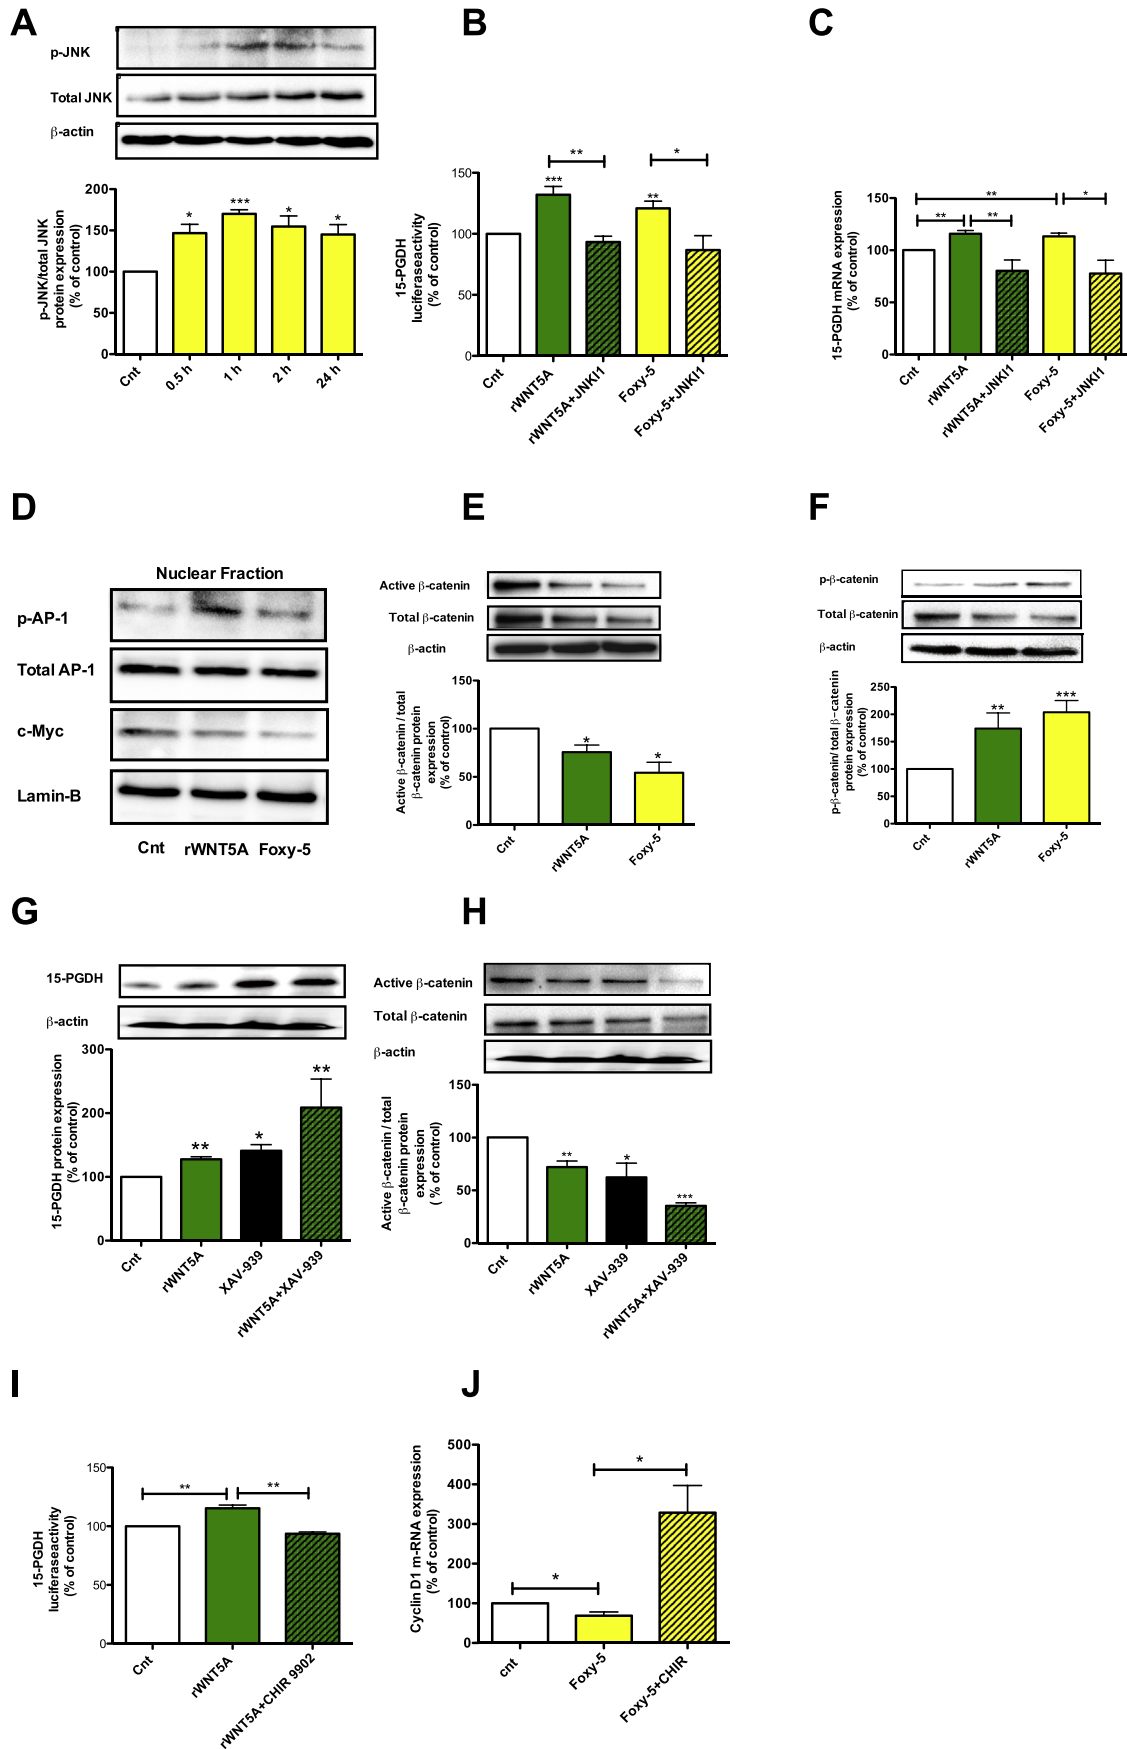 A
p-JNK
Total JNK
β-actin
p-JNK/total JNK
protein expression
(% of control)
200
150
100
50
0
*
***
*
*
Cnt
0.5 h
1 h
2 h
24 h
B
15-PGDH
luciferaseactivity
(% of control)
150
100
50
0
***
**
**
*
Cnt
rWNT5A
rWNT5A+JNKI1
Foxy-5
Foxy-5+JNKI1
C
15-PGDH mRNA expression
(% of control)
150
100
50
0
**
**
**
*
Cnt
rWNT5A
rWNT5A+JNKI1
Foxy-5
Foxy-5+JNKI1
D
Nuclear Fraction
p-AP-1
Total AP-1
c-Myc
Lamin-B
Cnt rWNT5A Foxy-5
E
Active β-catenin
Total β-catenin
β-actin
Active β-catenin / total
β-catenin protein
expression
(% of control)
150
100
50
0
*
*
Cnt
rWNT5A
Foxy-5
F
p-β-catenin
Total β-catenin
β-actin
p-β-catenin/ total β-catenin
protein expression
(% of control)
250
200
150
100
50
0
**
***
Cnt
rWNT5A
Foxy-5
G
15-PGDH
β-actin
15-PGDH protein expression
(% of control)
300
200
100
0
**
*
**
Cnt
rWNT5A
XAV-939
rWNT5A+XAV-939
H
Active β-catenin
Total β-catenin
β-actin
Active β-catenin / total
β-catenin protein
expression
( % of control)
150
100
50
0
**
*
***
Cnt
rWNT5A
XAV-939
rWNT5A+XAV-939
I
15-PGDH
luciferaseactivity
(% of control)
150
100
50
0
**
**
Cnt
rWNT5A
rWNT5A+CHIR 9902
J
Cyclin D1 m-RNA expression
(% of control)
500
400
300
200
100
0
*
*
cnt
Foxy-5
Foxy-5+CHIR